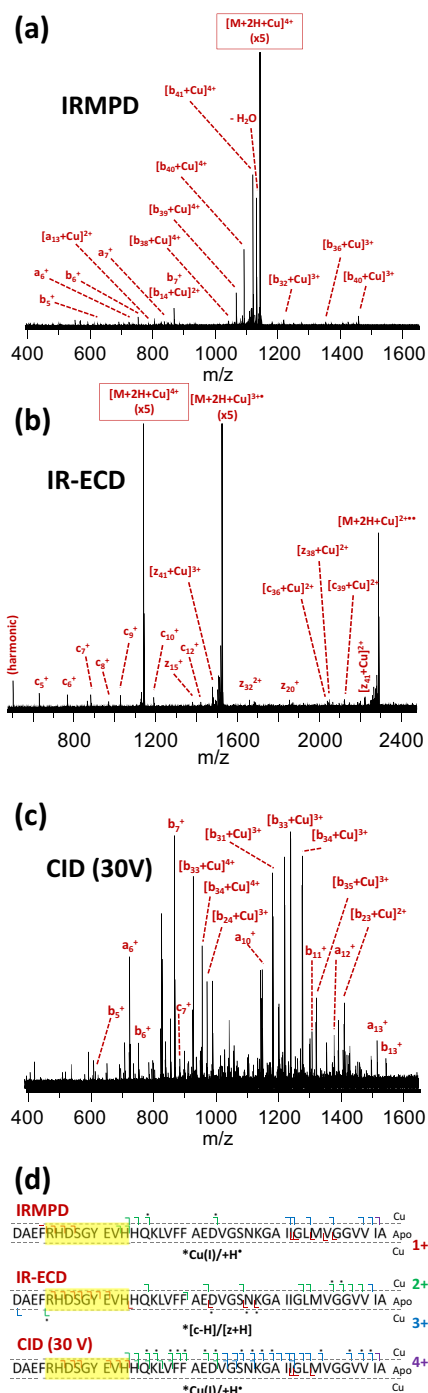 (a)
[M+2H+Cu]4+
(x5)
IRMPD
[b41+Cu]4+
- H2O
[b40+Cu]4+
[b39+Cu]4+
[a13+Cu]2+
[b38+Cu]4+
a7+
a6+
b6+
b7+
[b36+Cu]3+
b5+
[b14+Cu]2+
[b32+Cu]3+
[b40+Cu]3+
400 600 800 1000 1200 1400 1600
m/z
(b)
[M+2H+Cu]4+
(x5)
[M+2H+Cu]3+•
(x5)
IR-ECD
[M+2H+Cu]2+••
[z38+Cu]2+
[z41+Cu]3+
[c36+Cu]2+
[c39+Cu]2+
(harmonic)
c9+
c7+
c10+
c12+
c8+
z15+
[z41+Cu]2+
c5+
c6+
z32 2+
z20+
800 1200 1600 2000 2400
m/z
(c)
b7+
[b33+Cu]3+
CID (30V)
[b31+Cu]3+
[b34+Cu]3+
[b33+Cu]4+
[b34+Cu]4+
[b35+Cu]3+
[b24+Cu]3+
[b23+Cu]2+
a6+
a10+
b11+
a12+
b5+
c7+
b6+
a13+
b13+
400 600 800 1000 1200 1400 1600
m/z
(d)
IRMPD
* * Cu
DAEFRHDSGY EVHHQKLVFF AEDVGSNKGA IIGLMVGGVV IA Apo
*Cu(I)/+H•
1+
IR-ECD
* * Cu
2+
DAEFRHDSGY EVHHQKLVFF AEDVGSNKGA IIGLMVGGVV IA Apo
*[c-H]/[z+H]
3+
CID (30 V)
Cu
4+
DAEFRHDSGY EVHHQKLVFF AEDVGSNKGA IIGLMVGGVV IA Apo
*Cu(I)/+H•